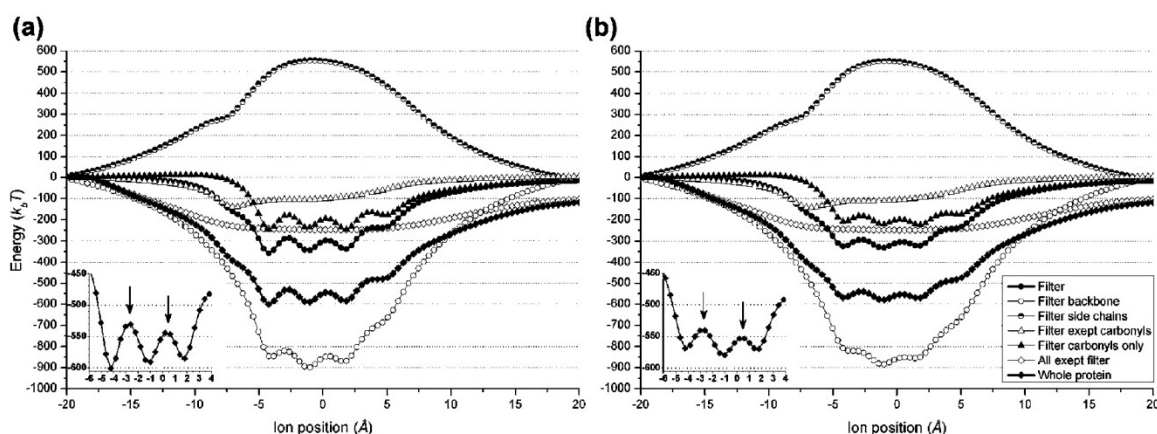 (a)
(b)
600
500
400
300
200
100
0
-100
-200
-300
-400
-500
-600
-700
-800
-900
-1000
Energy (k_bT)
-20 -15 -10 -5 0 5 10 15 20
Ion position (Å)
-450
-500
-550
-600
-6 -5 -4 -3 -2 -1 0 1 2 3 4
600
500
400
300
200
100
0
-100
-200
-300
-400
-500
-600
-700
-800
-900
-1000
-20 -15 -10 -5 0 5 10 15 20
Ion position (Å)
-450
-500
-550
-600
-6 -5 -4 -3 -2 -1 0 1 2 3 4
Filter
Filter backbone
Filter side chains
Filter exept carbonyls
Filter carbonyls only
All exept filter
Whole protein